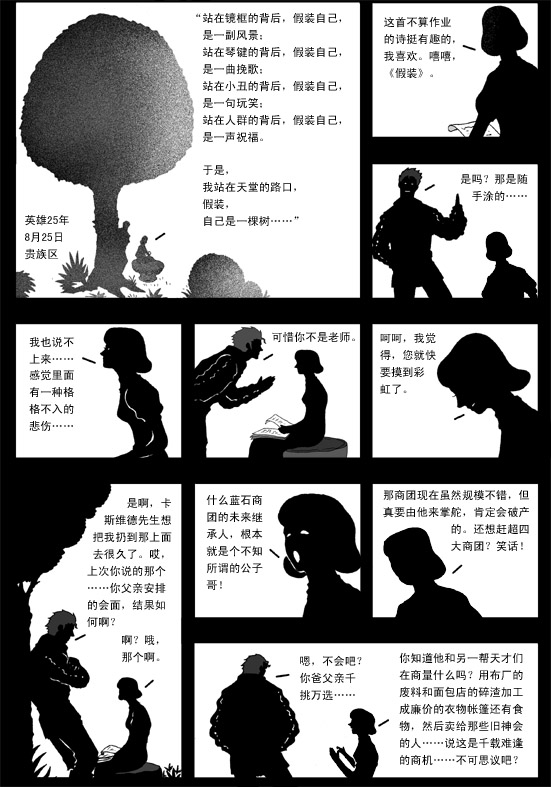 “站在镜框的背后，假装自己，
是一副风景；
站在琴键的背后，假装自己，
是一曲挽歌；
站在小丑的背后，假装自己，
是一句玩笑；
站在人群的背后，假装自己，
是一声祝福。
于是，
我站在天堂的路口，
假装，
自己是一棵树……”
英雄25年
8月25日
贵族区
这首不算作业
的诗挺有趣的，
我喜欢。嘻嘻，
《假装》。
是吗？那是随
手涂的……
我也说不
上来……
感觉里面
有一种格
格不入的
悲伤……
可惜你不是老师。
呵呵，我觉
得，您就快
要摸到彩
虹了。
是啊，卡
斯维德先生想
把我扔到那上面
去很久了。哎，
上次你说的那个
……你父亲安排
的会面，结果如
何啊？
啊？哦，
那个啊。
什么蓝石商
团的未来继
承人，根本
就是个不知
所谓的公子
哥！
那商团现在虽然规模不错，但
真要由他来掌舵，肯定会破产
的。还想赶超四
大商团？笑话！
嗯，不会吧？
你爸父亲千
挑万选……
你知道他和另一帮天才们
在商量什么吗？用布厂的
废料和面包店的碎渣加工
成廉价的衣物帐篷还有食
物，然后卖给那些旧神会
的人……说这是千载难逢
的商机……不可思议吧？